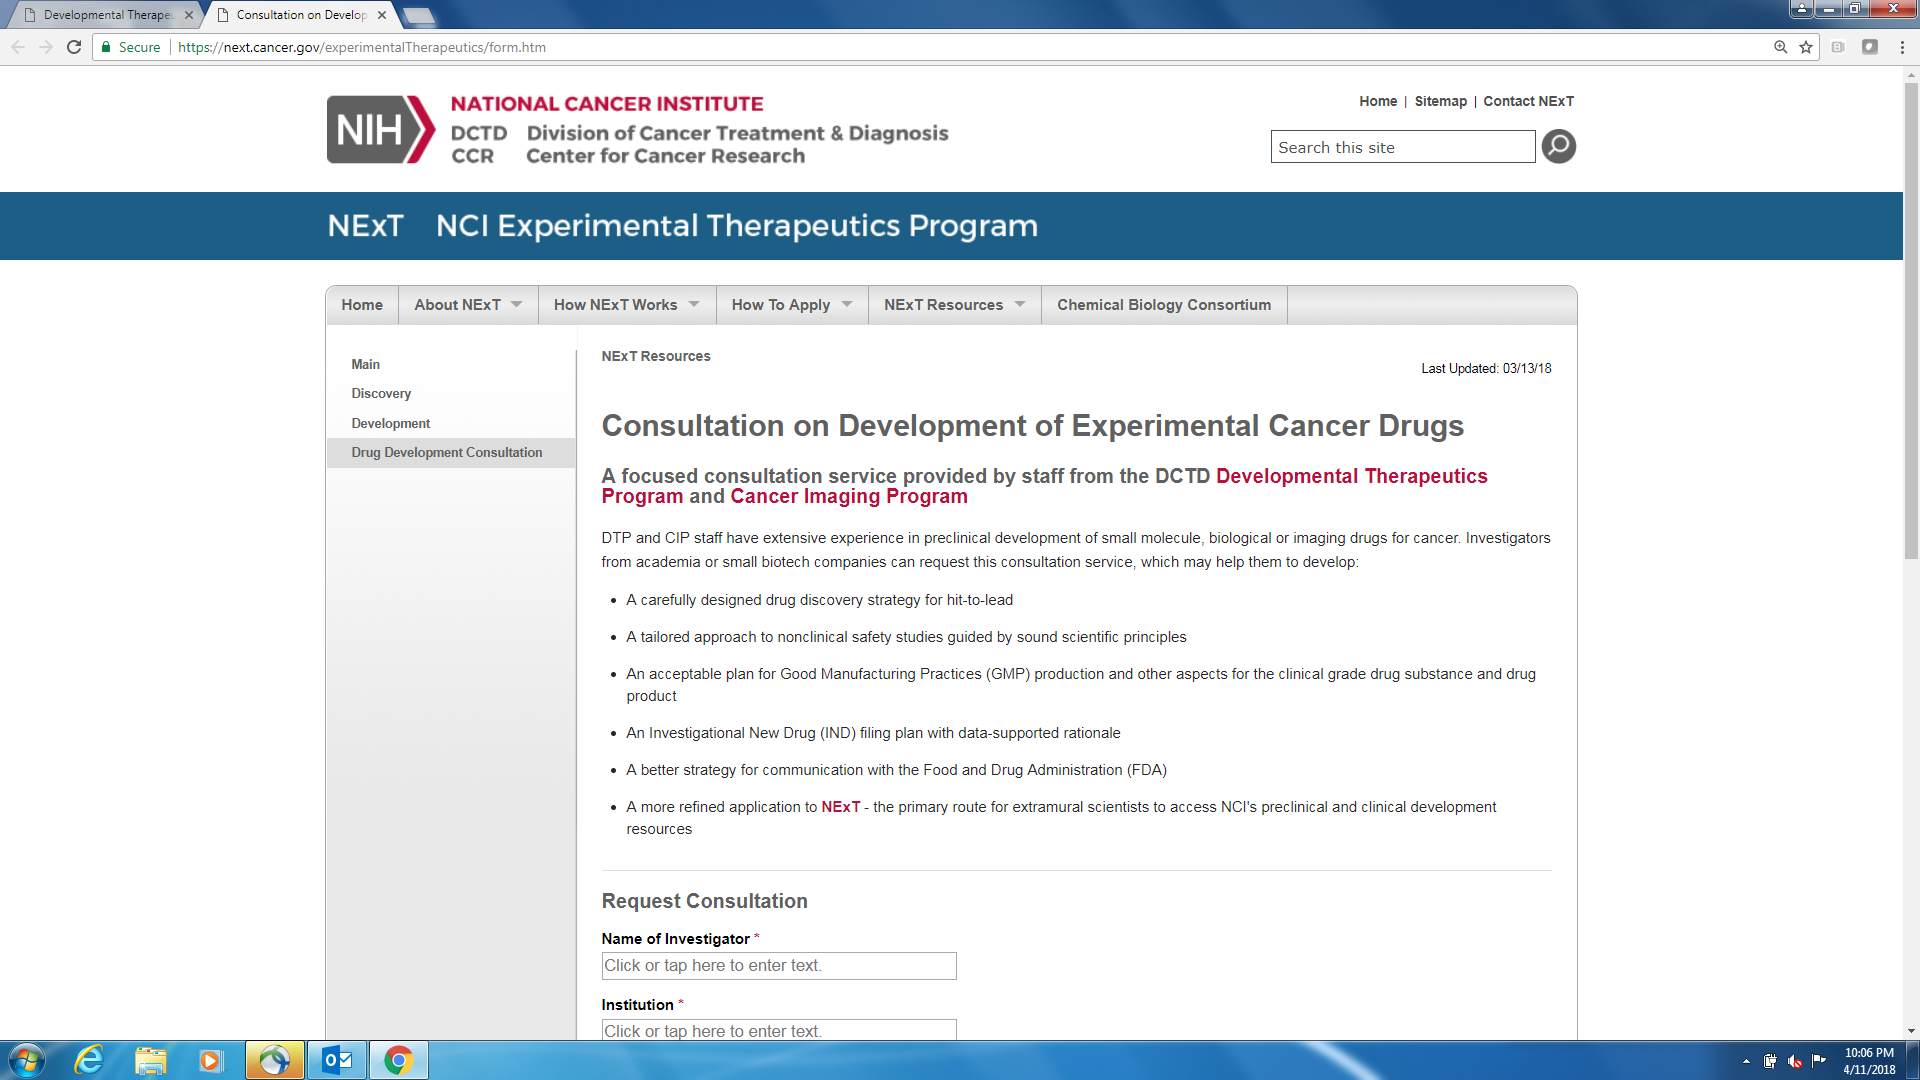 Developmental Therape
Consultation on Develop
Secure
https://next.cancer.gov/experimentalTherapeutics/form.htm
NIH
NATIONAL CANCER INSTITUTE
DCTD Division of Cancer Treatment & Diagnosis
CCR Center for Cancer Research
Home | Sitemap | Contact NExT
Search this site
NExT NCI Experimental Therapeutics Program
Home
About NExT
How NExT Works
How To Apply
NExT Resources
Chemical Biology Consortium
Main
Discovery
Development
Drug Development Consultation
NExT Resources
Last Updated: 03/13/18
Consultation on Development of Experimental Cancer Drugs
A focused consultation service provided by staff from the DCTD Developmental Therapeutics
Program and Cancer Imaging Program
DTP and CIP staff have extensive experience in preclinical development of small molecule, biological or imaging drugs for cancer. Investigators
from academia or small biotech companies can request this consultation service, which may help them to develop:
• A carefully designed drug discovery strategy for hit-to-lead
• A tailored approach to nonclinical safety studies guided by sound scientific principles
• An acceptable plan for Good Manufacturing Practices (GMP) production and other aspects for the clinical grade drug substance and drug
product
• An Investigational New Drug (IND) filing plan with data-supported rationale
• A better strategy for communication with the Food and Drug Administration (FDA)
• A more refined application to NExT - the primary route for extramural scientists to access NCI's preclinical and clinical development
resources
Request Consultation
Name of Investigator *
Click or tap here to enter text.
Institution *
Click or tap here to enter text.
10:06 PM
4/11/2018